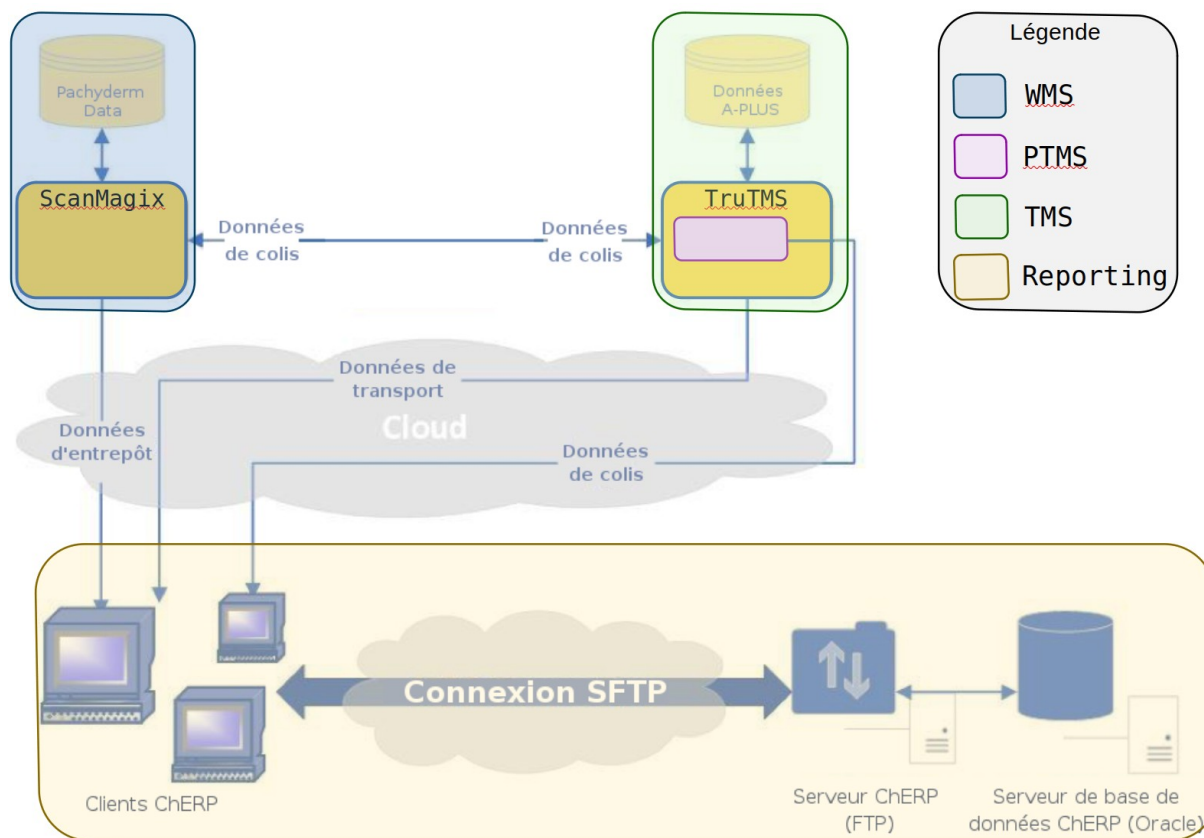 Légende
WMS
PTMS
TMS
Reporting
Pachyderm
Data
Données
A-PLUS
ScanMagix
TruTMS
Données
de colis
Données
de colis
Données de
transport
Cloud
Données
d'entrepôt
Données
de colis
Connexion SFTP
Clients ChERP
Serveur ChERP
(FTP)
Serveur de base de
données ChERP (Oracle)